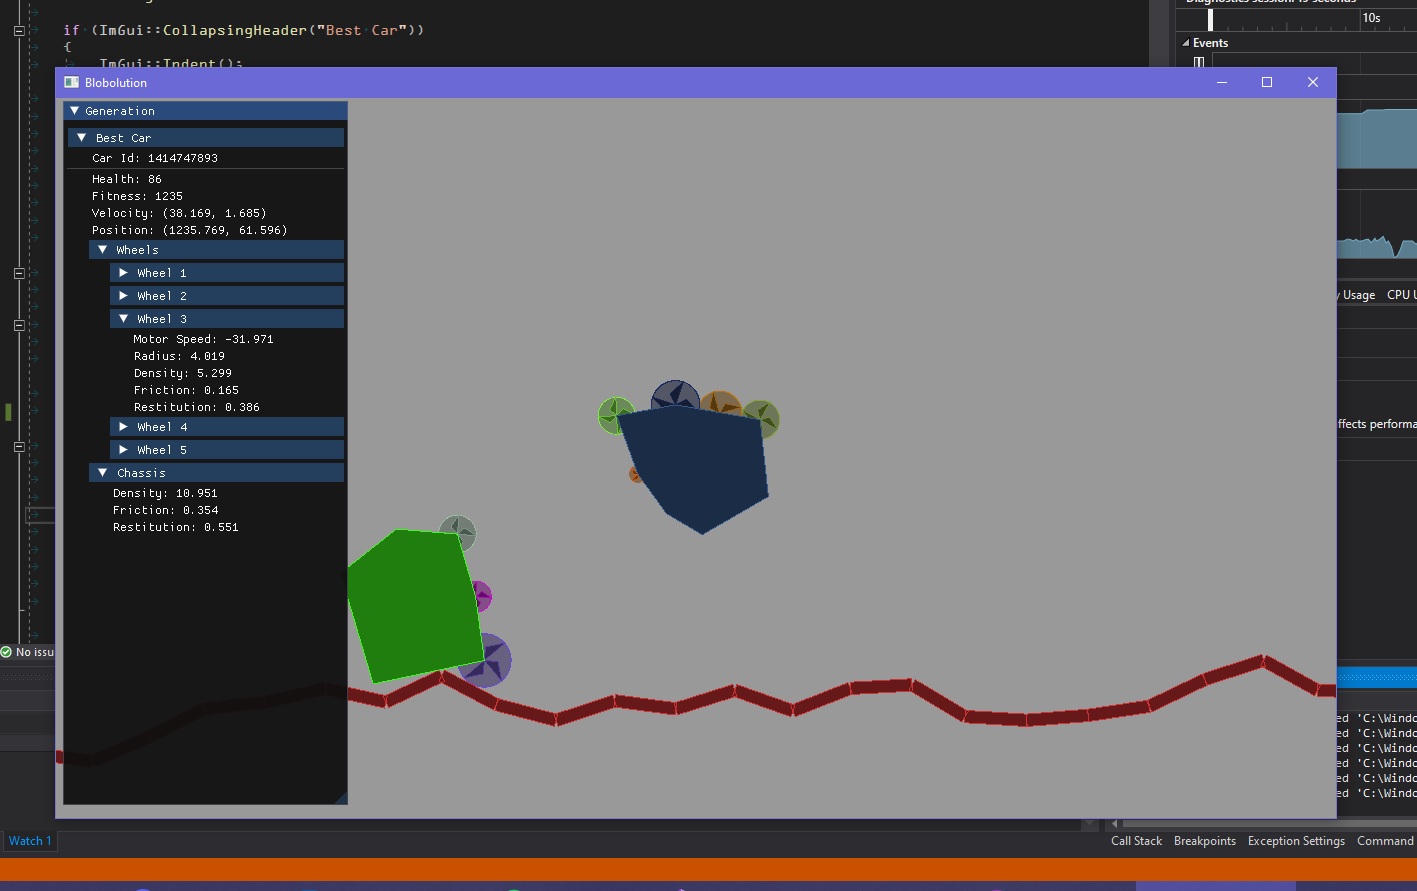 Diagnostics session: 13 seconds
if (ImGui::CollapsingHeader("Best Car"))
{
ImGui::Indent();
10s
Events
Blobolution
Generation
Best Car
Car Id: 1414747893
Health: 86
Fitness: 1235
Velocity: (38.169, 1.685)
Position: (1235.769, 61.596)
Wheels
Wheel 1
Wheel 2
Wheel 3
Motor Speed: -31.971
Radius: 4.019
Density: 5.299
Friction: 0.165
Restitution: 0.386
Wheel 4
Wheel 5
Chassis
Density: 10.951
Friction: 0.354
Restitution: 0.551
y Usage CPU U
ffects performa
No issu
ed 'C:\Windo
ed 'C:\Windo
ed 'C:\Windo
ed 'C:\Windo
ed 'C:\Windo
ed 'C:\Windo
Watch 1
Call Stack Breakpoints Exception Settings Command